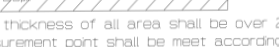 thickness of all area shall be over
urement point shall be meet accordin